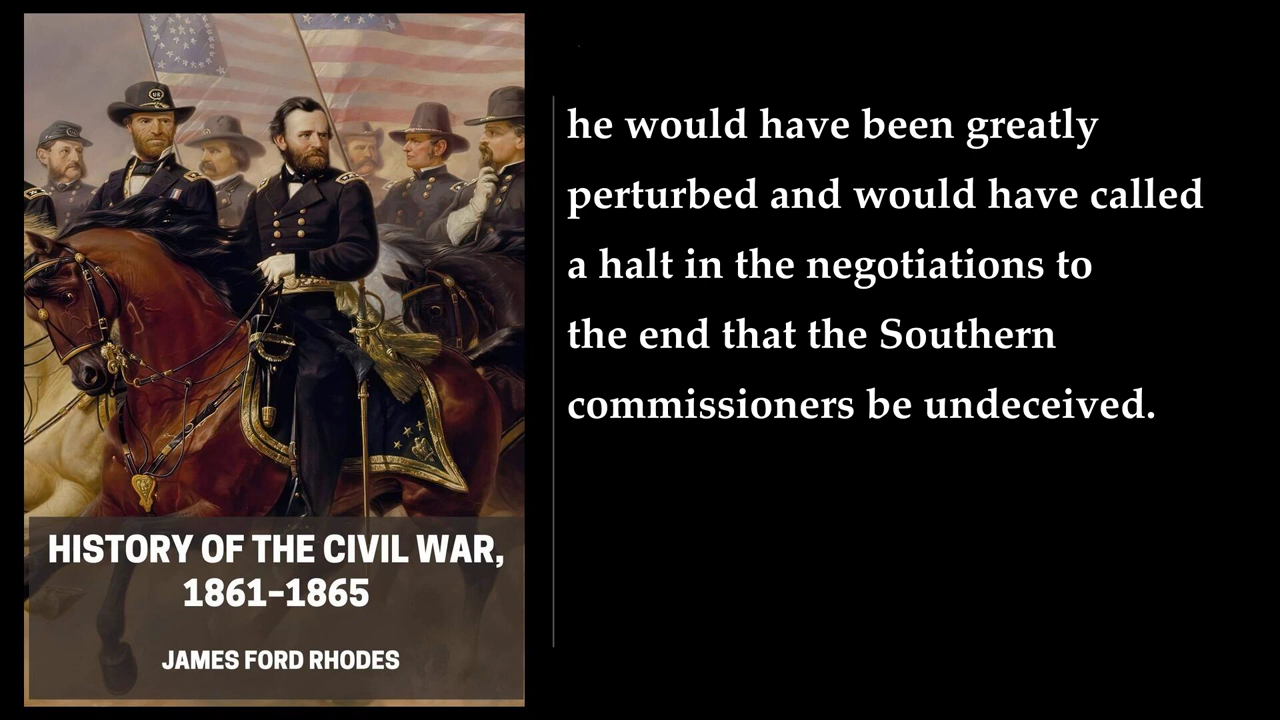 he would have been greatly
perturbed and would have called
a halt in the negotiations to
the end that the Southern
commissioners be undeceived.
HISTORY OF THE CIVIL WAR,
1861–1865
JAMES FORD RHODES